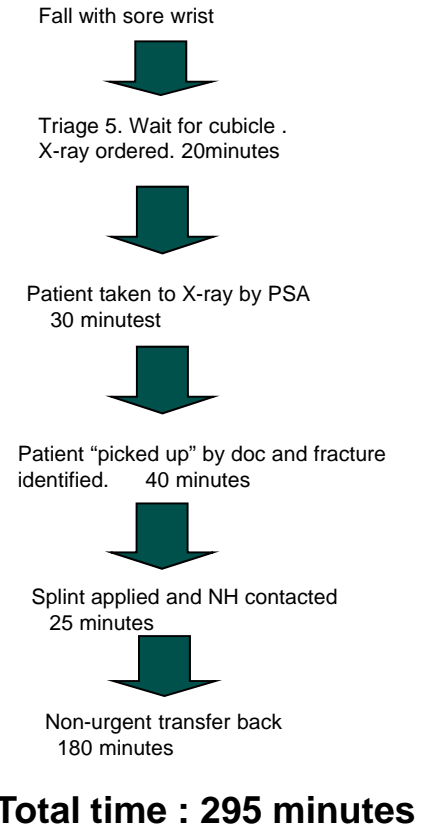 Fall with sore wrist
Triage 5. Wait for cubicle .
X-ray ordered. 20minutes
Patient taken to X-ray by PSA
30 minutest
Patient “picked up” by doc and fracture
identified. 40 minutes
Splint applied and NH contacted
25 minutes
Non-urgent transfer back
180 minutes
Total time : 295 minutes